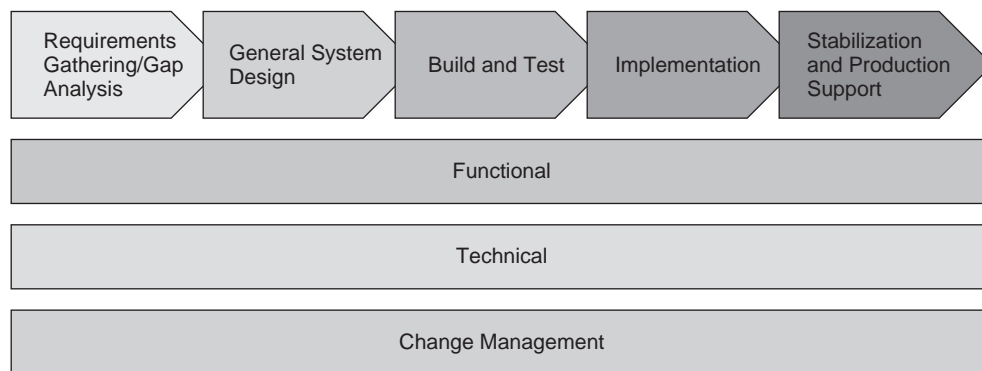 Requirements
Gathering/Gap
Analysis
General System
Design
Build and Test
Implementation
Stabilization
and Production
Support
Functional
Technical
Change Management